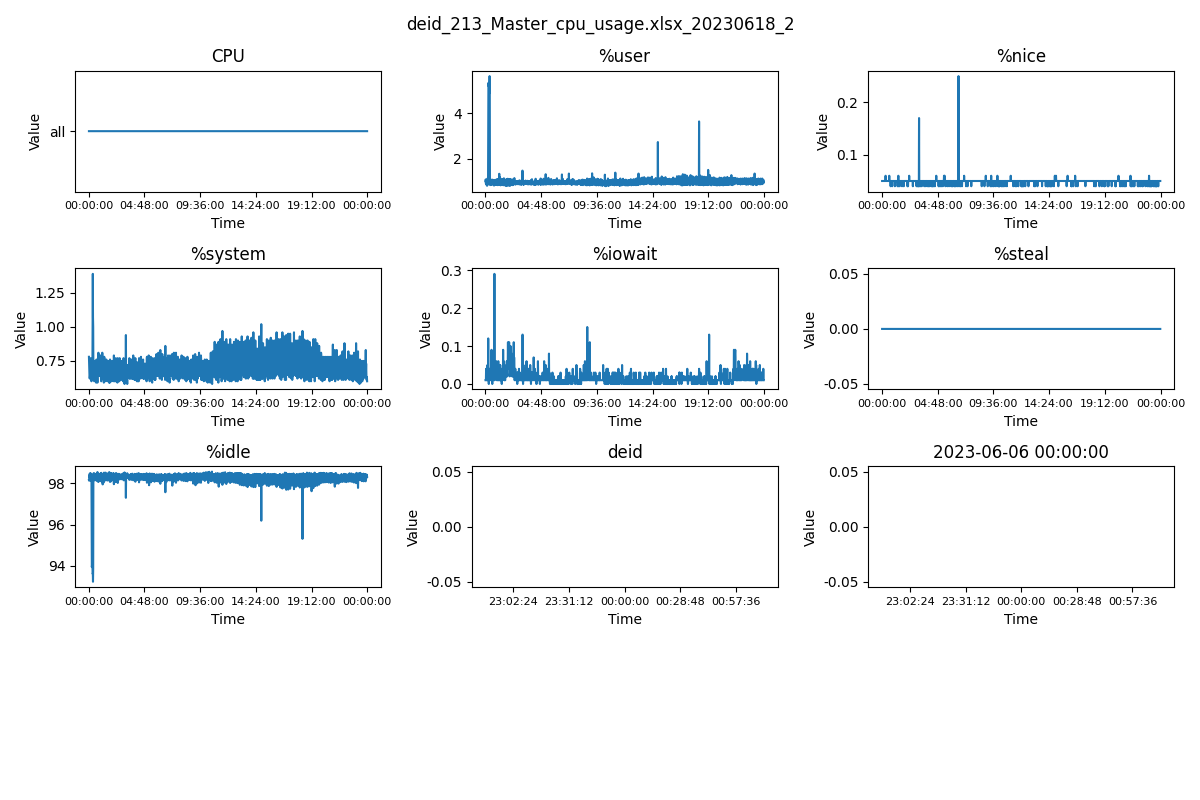 deid_213_Master_cpu_usage.xlsx_20230618_2
CPU
%user
%nice
Value
all
00:00:00 04:48:00 09:36:00 14:24:00 19:12:00 00:00:00
Time
Value
4
2
00:00:00 04:48:00 09:36:00 14:24:00 19:12:00 00:00:00
Time
Value
0.2
0.1
00:00:00 04:48:00 09:36:00 14:24:00 19:12:00 00:00:00
Time
%system
%iowait
%steal
Value
1.25
1.00
0.75
00:00:00 04:48:00 09:36:00 14:24:00 19:12:00 00:00:00
Time
Value
0.3
0.2
0.1
0.0
00:00:00 04:48:00 09:36:00 14:24:00 19:12:00 00:00:00
Time
Value
0.05
0.00
-0.05
00:00:00 04:48:00 09:36:00 14:24:00 19:12:00 00:00:00
Time
%idle
deid
2023-06-06 00:00:00
Value
98
96
94
00:00:00 04:48:00 09:36:00 14:24:00 19:12:00 00:00:00
Time
Value
0.05
0.00
-0.05
23:02:24 23:31:12 00:00:00 00:28:48 00:57:36
Time
Value
0.05
0.00
-0.05
23:02:24 23:31:12 00:00:00 00:28:48 00:57:36
Time